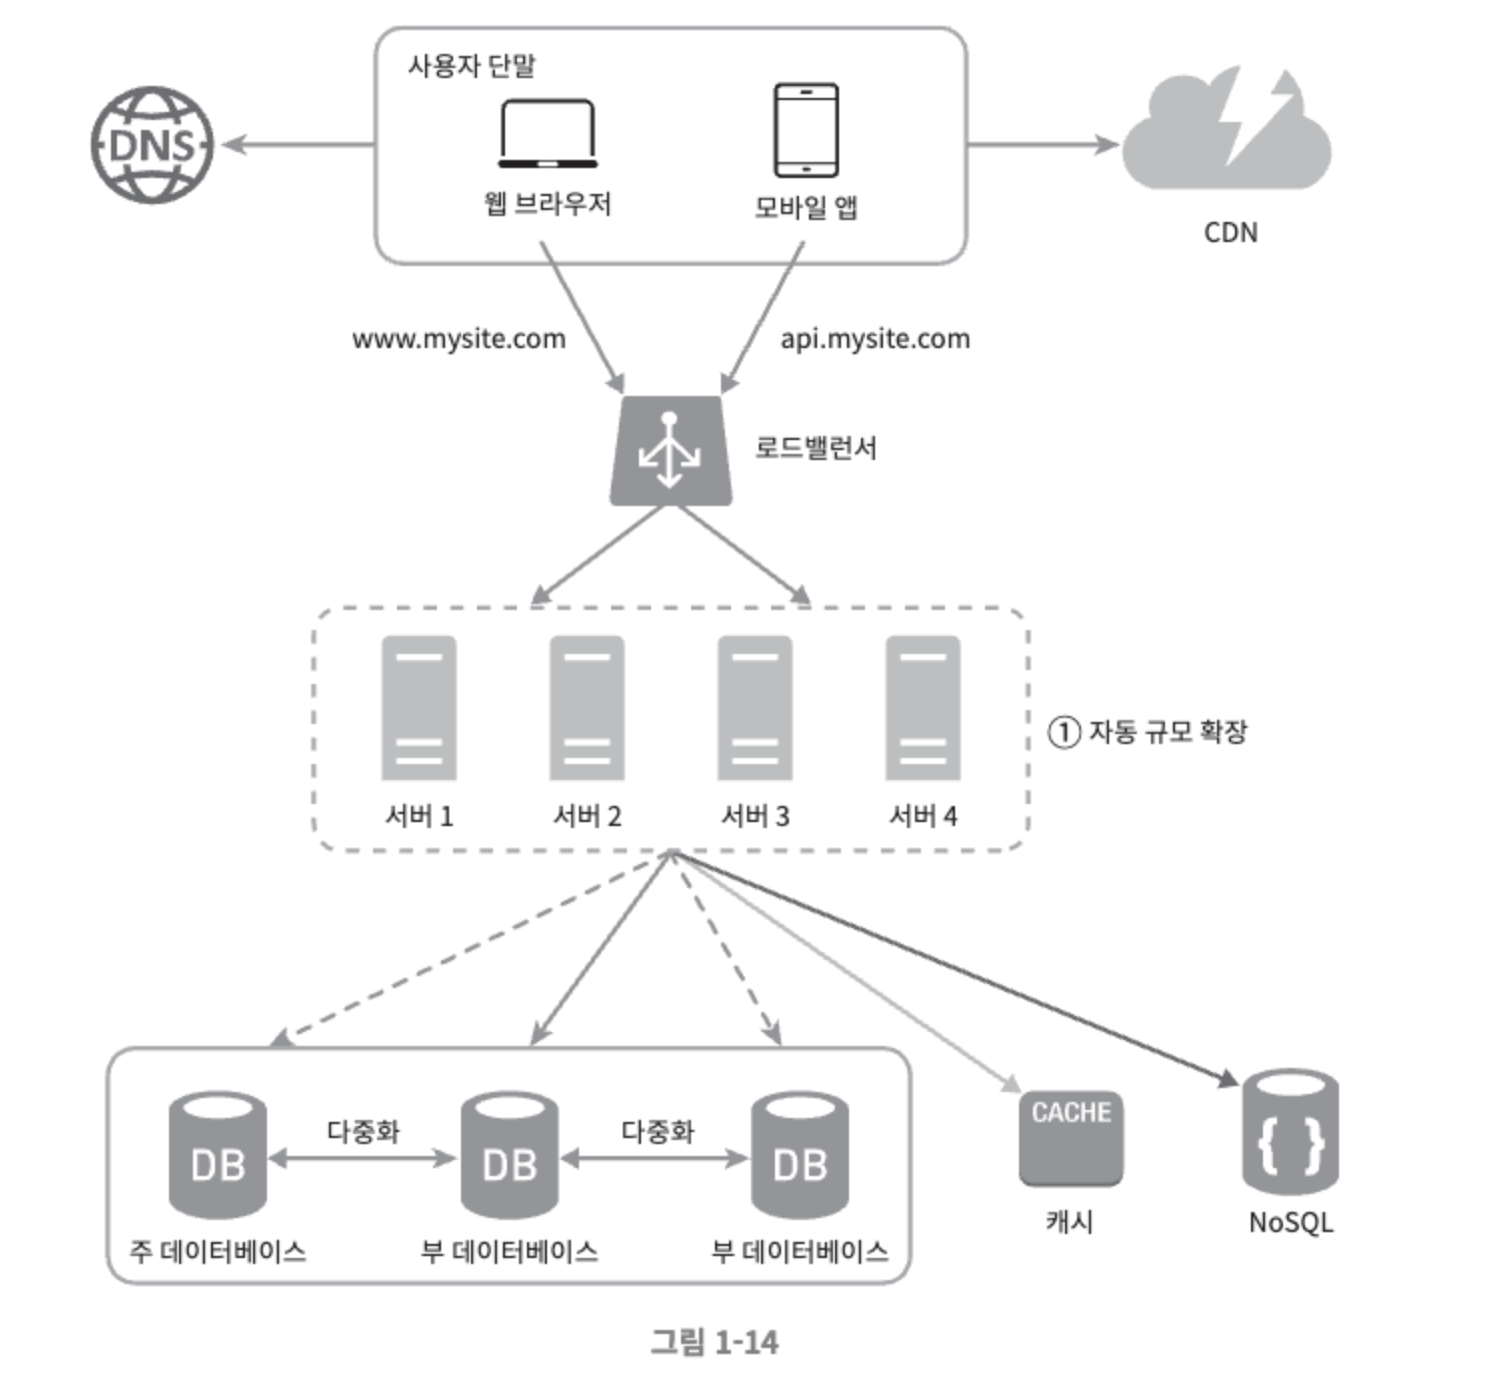 사용자 단말
DNS
웹 브라우저
모바일 앱
CDN
www.mysite.com
api.mysite.com
로드밸런서
서버 1
서버 2
서버 3
서버 4
① 자동 규모 확장
DB
다중화
DB
다중화
DB
주 데이터베이스
부 데이터베이스
부 데이터베이스
CACHE
캐시
{ }
NoSQL
그림 1-14